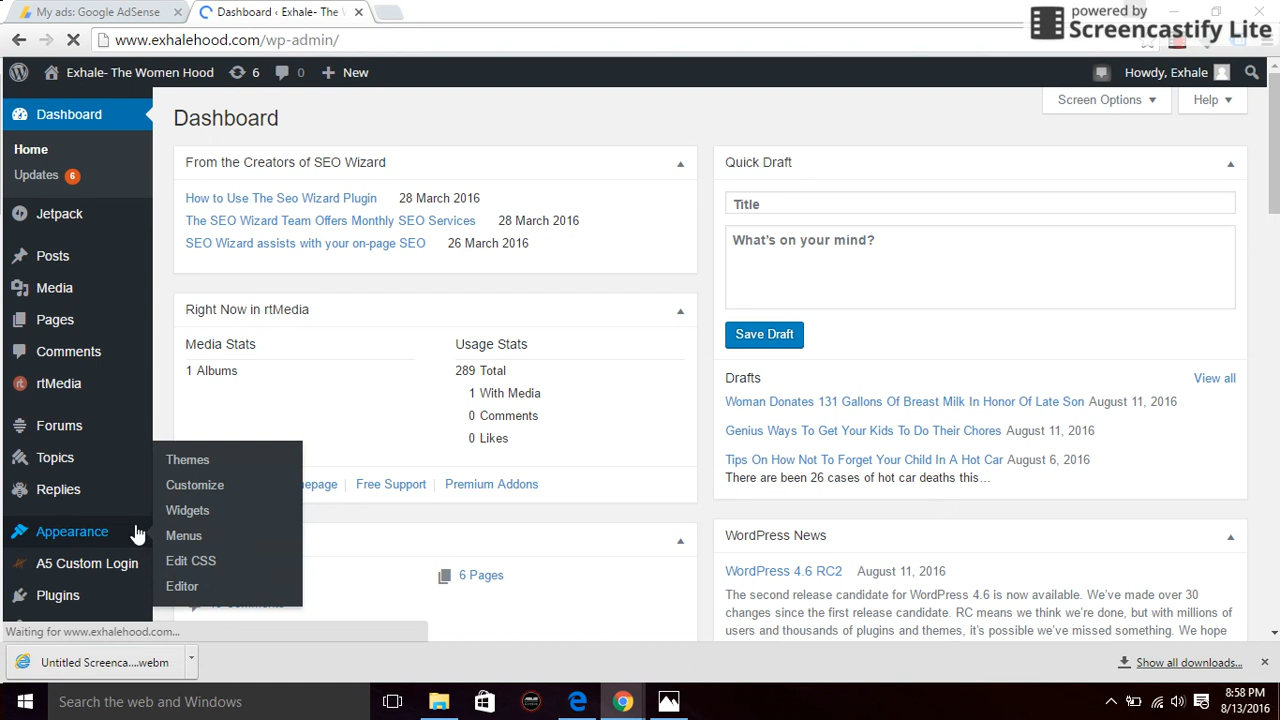 My ads: Google AdSense
Dashboard ‹ Exhale- The W
powered by
Screencastify Lite
www.exhalehood.com/wp-admin/
Exhale- The Women Hood 6 0 New
Howdy, Exhale
Dashboard
Home
Updates 6
Jetpack
Posts
Media
Pages
Comments
rtMedia
Forums
Topics
Replies
Appearance
A5 Custom Login
Plugins
Themes
Customize
Widgets
Menus
Edit CSS
Editor
Dashboard
Screen Options
Help
From the Creators of SEO Wizard
How to Use The Seo Wizard Plugin 28 March 2016
The SEO Wizard Team Offers Monthly SEO Services 28 March 2016
SEO Wizard assists with your on-page SEO 26 March 2016
Right Now in rtMedia
Media Stats
1 Albums
Usage Stats
289 Total
1 With Media
0 Comments
0 Likes
Free Support
Premium Addons
6 Pages
Quick Draft
Title
What's on your mind?
Save Draft
Drafts
View all
Woman Donates 131 Gallons Of Breast Milk In Honor Of Late Son August 11, 2016
Genius Ways To Get Your Kids To Do Their Chores August 11, 2016
Tips On How Not To Forget Your Child In A Hot Car August 6, 2016
There are been 26 cases of hot car deaths this…
WordPress News
WordPress 4.6 RC2 August 11, 2016
The second release candidate for WordPress 4.6 is now available. We've made over 30
changes since the first release candidate. RC means we think we're done, but with millions of
users and thousands of plugins and themes, it's possible we've missed something. We hope
Waiting for www.exhalehood.com...
Untitled Screenca....webm
Show all downloads...
Search the web and Windows
8:58 PM
8/13/2016